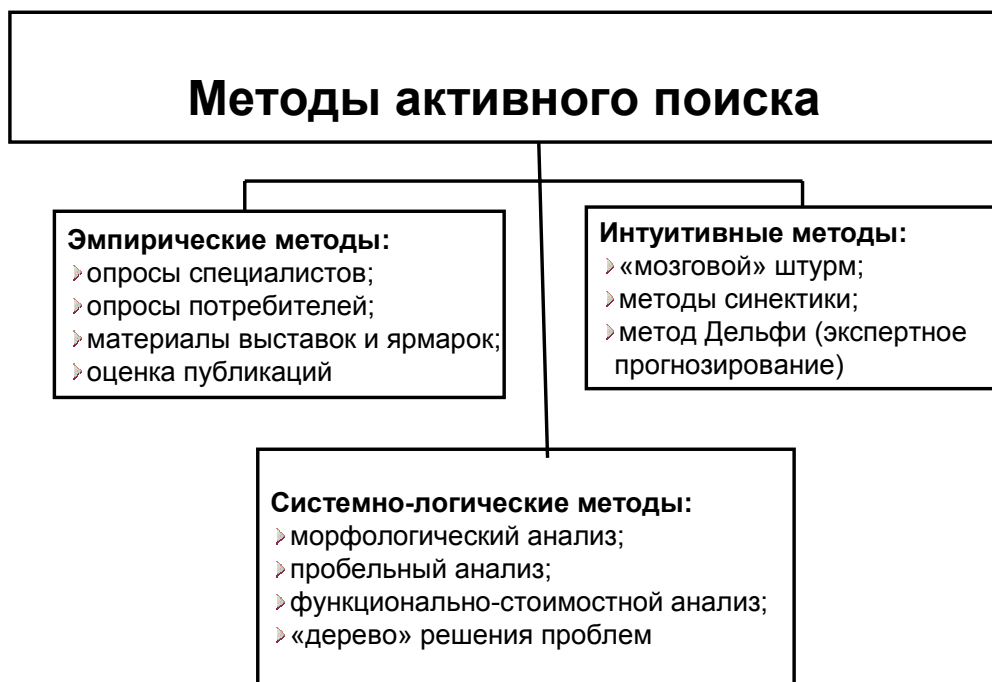 Методы активного поиска
Эмпирические методы:
опросы специалистов;
опросы потребителей;
материалы выставок и ярмарок;
оценка публикаций
Интуитивные методы:
«мозговой» штурм;
методы синектики;
метод Дельфи (экспертное
прогнозирование)
Системно-логические методы:
морфологический анализ;
пробельный анализ;
функционально-стоимостной анализ;
«дерево» решения проблем